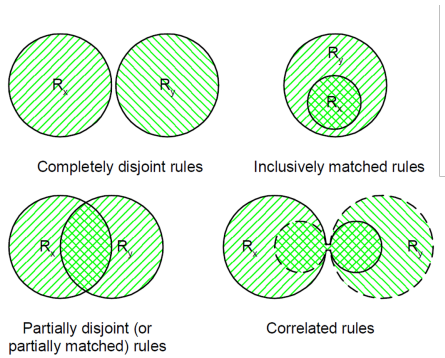 Rx
Ry
Ry
Rx
Completely disjoint rules
Inclusively matched rules
Rx
Ry
Rx
Ry
Partially disjoint (or
partially matched) rules
Correlated rules